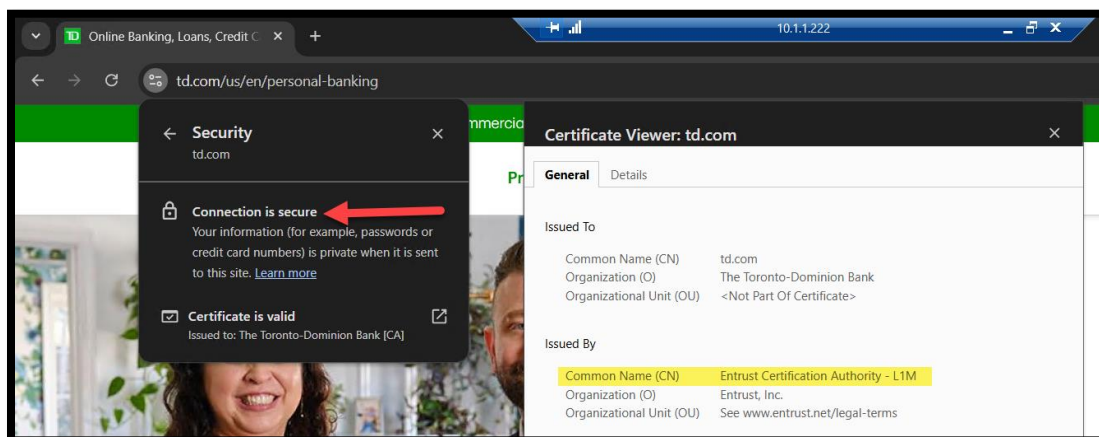 TD Online Banking, Loans, Credit C
10.1.1.222
td.com/us/en/personal-banking
mmercia
Pr
Security
td.com
Connection is secure
Your information (for example, passwords or
credit card numbers) is private when it is sent
to this site. Learn more
Certificate is valid
Issued to: The Toronto-Dominion Bank [CA]
Certificate Viewer: td.com
General Details
Issued To
Common Name (CN) td.com
Organization (O) The Toronto-Dominion Bank
Organizational Unit (OU) <Not Part Of Certificate>
Issued By
Common Name (CN) Entrust Certification Authority - L1M
Organization (O) Entrust, Inc.
Organizational Unit (OU) See www.entrust.net/legal-terms